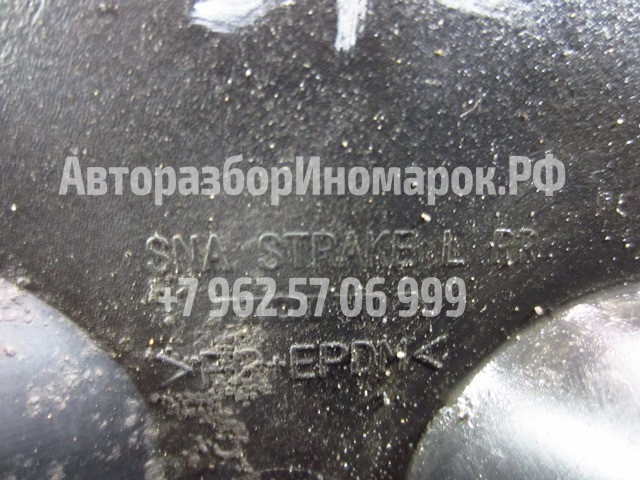 АвторазборИномарок.РФ
SNA STRAKE L RR
+7 962 57 06 999
>PP+EPDM<